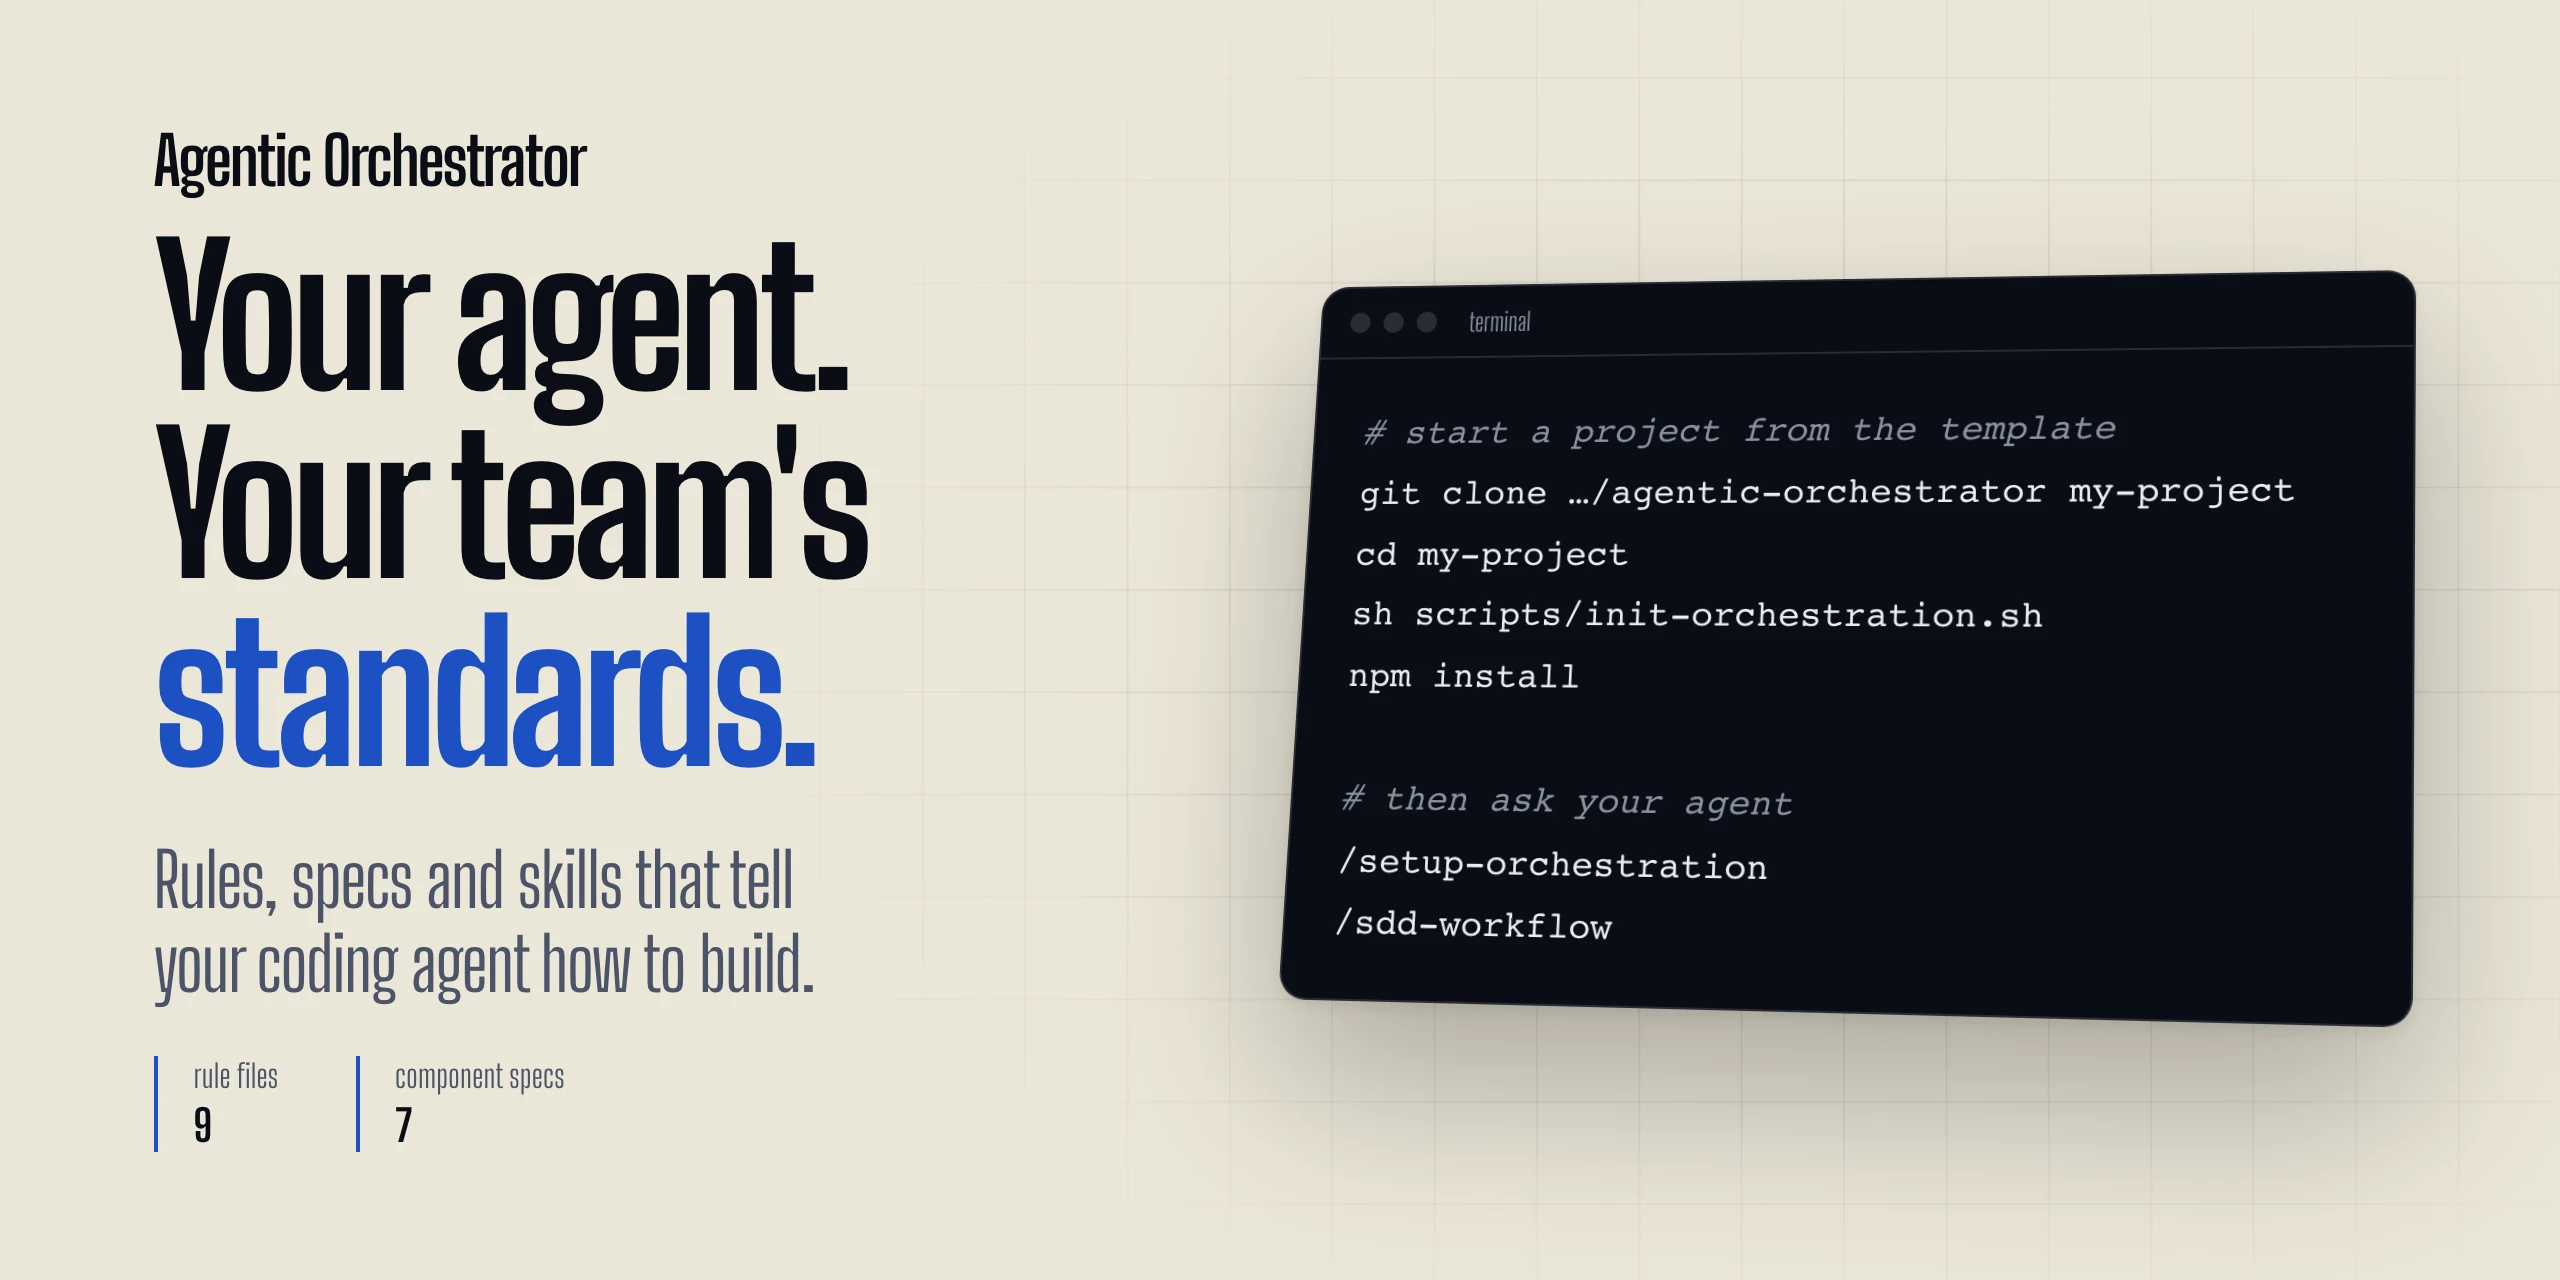 Agentic Orchestrator
Your agent.
Your team's
standards.
Rules, specs and skills that tell
your coding agent how to build.
rule files
9
component specs
7
terminal
# start a project from the template
git clone …/agentic-orchestrator my-project
cd my-project
sh scripts/init-orchestration.sh
npm install
# then ask your agent
/setup-orchestration
/sdd-workflow